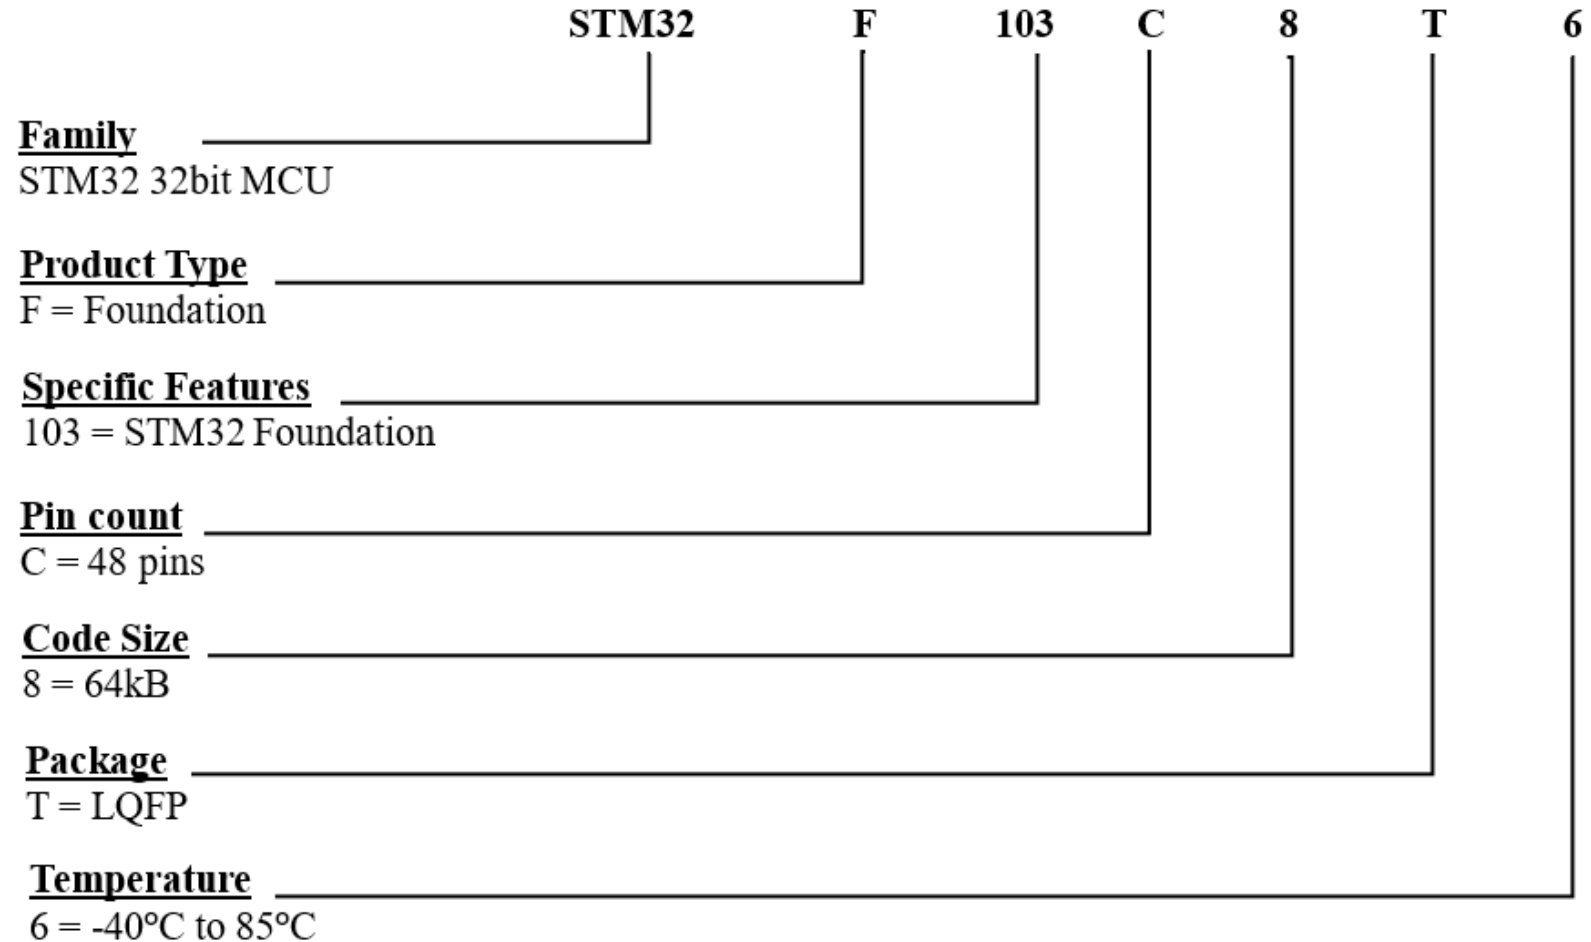 STM32 F 103 C 8 T 6
Family
STM32 32bit MCU
Product Type
F = Foundation
Specific Features
103 = STM32 Foundation
Pin count
C = 48 pins
Code Size
8 = 64kB
Package
T = LQFP
Temperature
6 = -40°C to 85°C